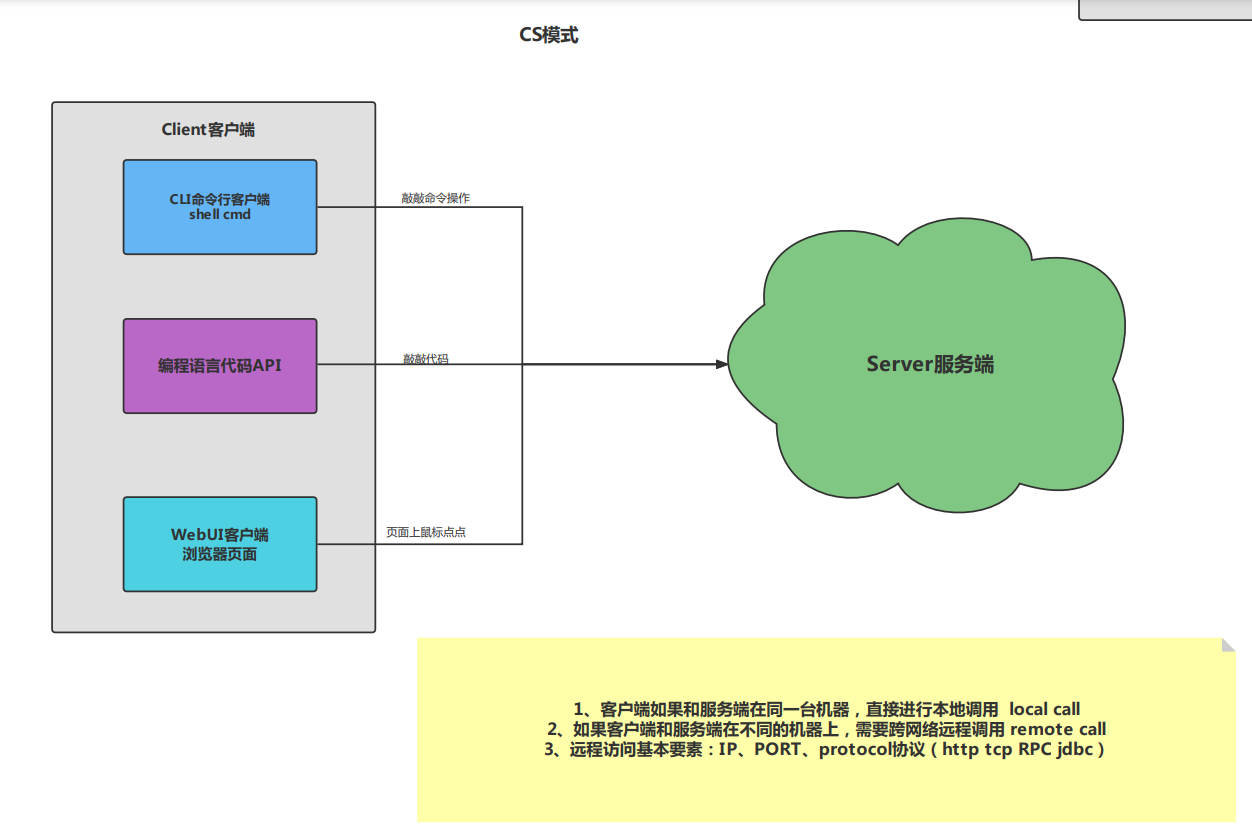 CS模式
Client客户端
CLI命令行客户端
shell cmd
敲敲命令操作
编程语言代码API
敲敲代码
Server服务端
WebUI客户端
浏览器页面
页面上鼠标点点
1、客户端如果和服务端在同一台机器，直接进行本地调用 local call
2、如果客户端和服务端在不同的机器上，需要跨网络远程调用 remote call
3、远程访问基本要素：IP、PORT、protocol协议（http tcp RPC jdbc）